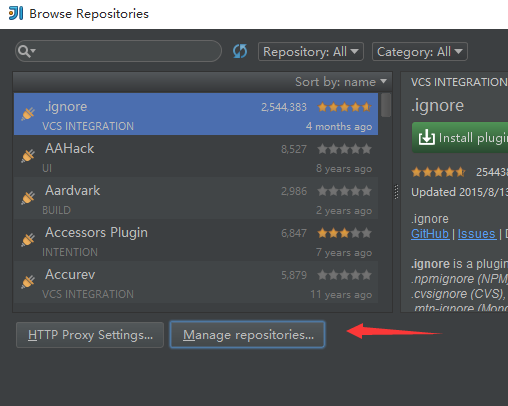 Browse Repositories
Repository: All
Category: All
Sort by: name
.ignore 2,544,383
VCS INTEGRATION 4 months ago
AAHack 8,527
UI 8 years ago
Aardvark 2,986
BUILD 2 years ago
Accessors Plugin 6,847
INTENTION 7 years ago
Accurev 5,879
VCS INTEGRATION 11 years ago
VCS INTEGRATION
.ignore
Install plugin
254438
Updated 2015/8/13
.ignore
GitHub | Issues |
.ignore is a plugin
.npmignore (NPM)
.cvsignore (CVS),
.mtn-ignore (Mono
HTTP Proxy Settings...
Manage repositories...